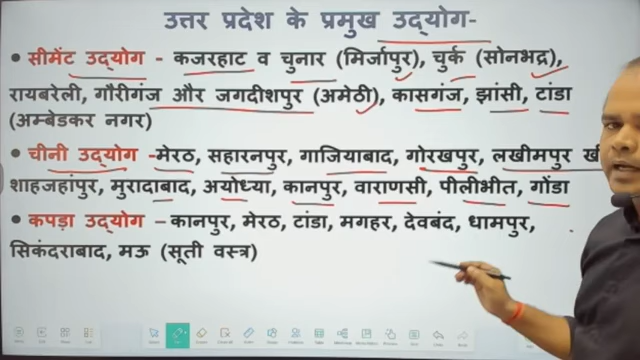 उत्तर प्रदेश के प्रमुख उद्योग-
• सीमेंट उद्योग - कजरहाट व चुनार (मिर्जापुर), चुर्क (सोनभद्र),
रायबरेली, गौरीगंज और जगदीशपुर (अमेठी), कासगंज, झांसी, टांडा
(अम्बेडकर नगर)
• चीनी उद्योग -मेरठ, सहारनपुर, गाजियाबाद, गोरखपुर, लखीमपुर
शाहजहांपुर, मुरादाबाद, अयोध्या, कानपुर, वाराणसी, पीलीभीत, गोंडा
• कपड़ा उद्योग – कानपुर, मेरठ, टांडा, मगहर, देवबंद, धामपुर,
सिकंदराबाद, मऊ (सूती वस्त्र)